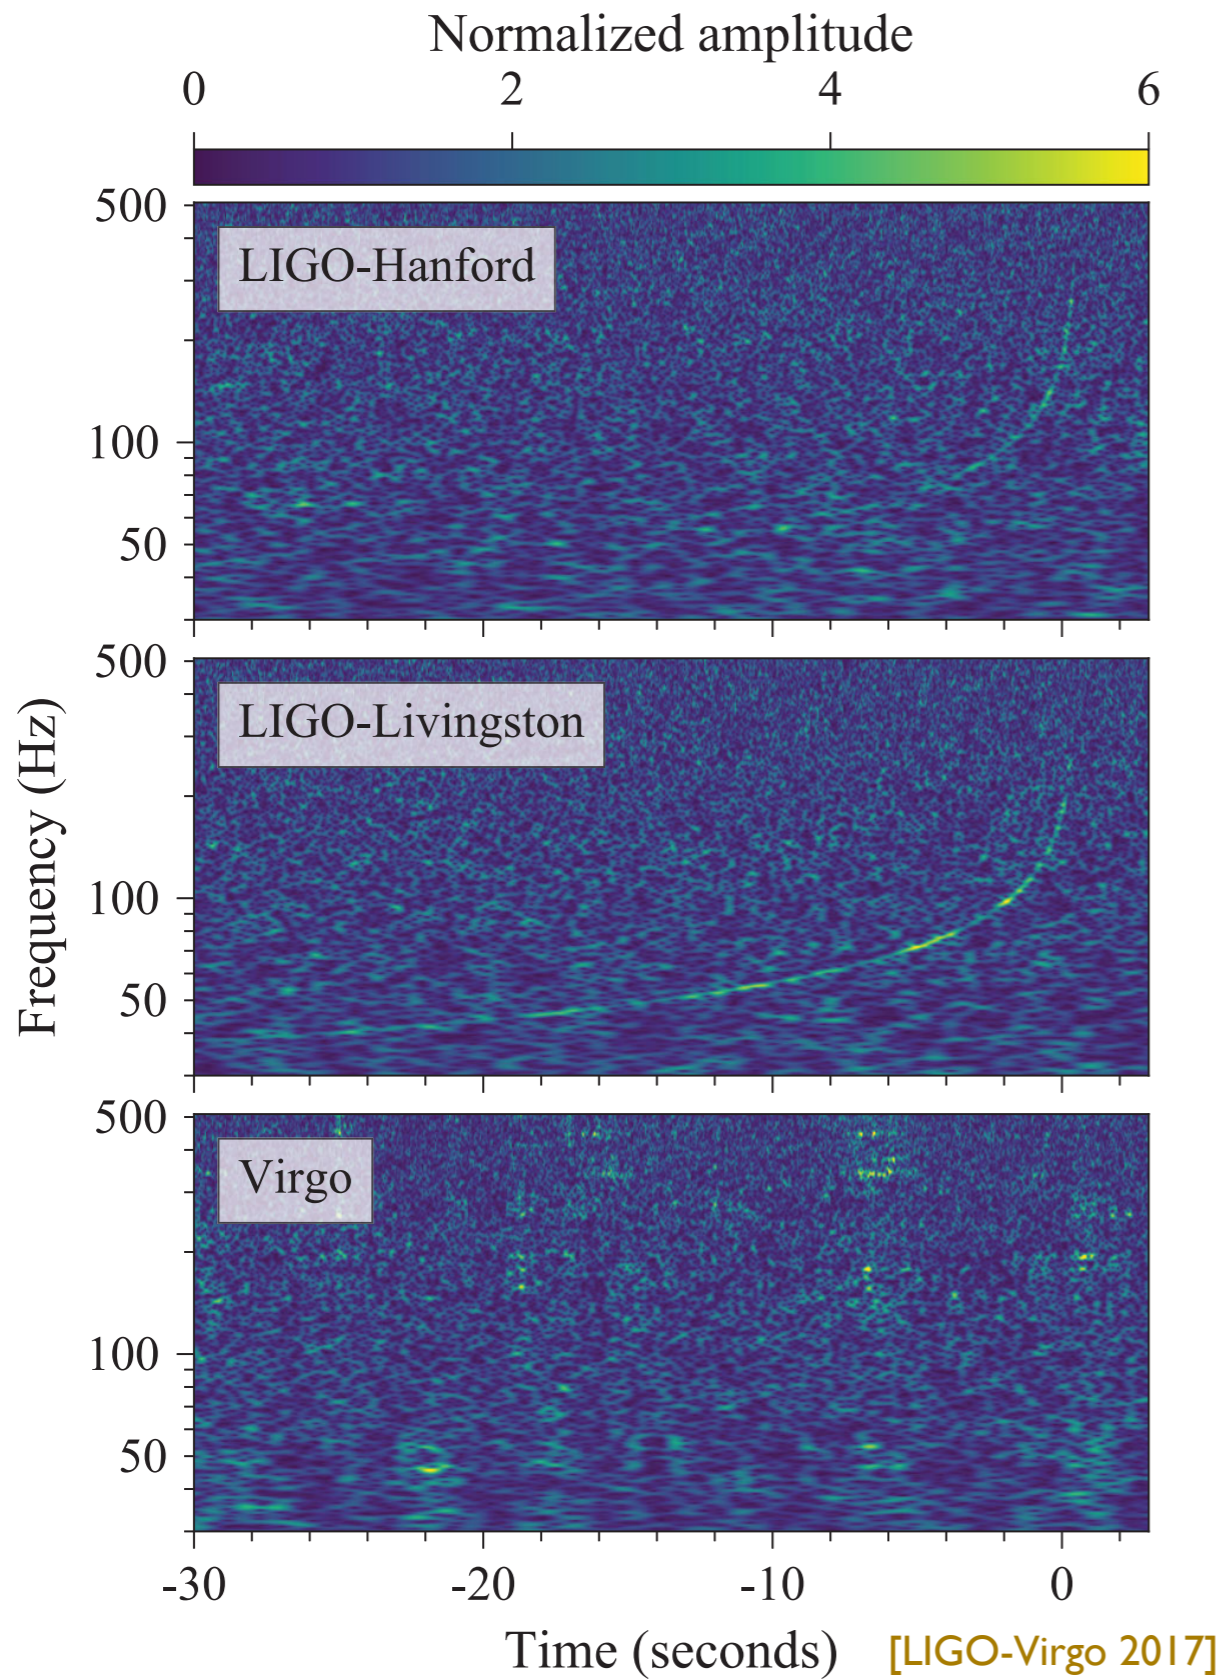 Normalized amplitude
0 2 4 6
500
LIGO-Hanford
100
50
500
LIGO-Livingston
100
50
Frequency (Hz)
500
Virgo
100
50
-30 -20 -10 0
Time (seconds)
[LIGO-Virgo 2017]